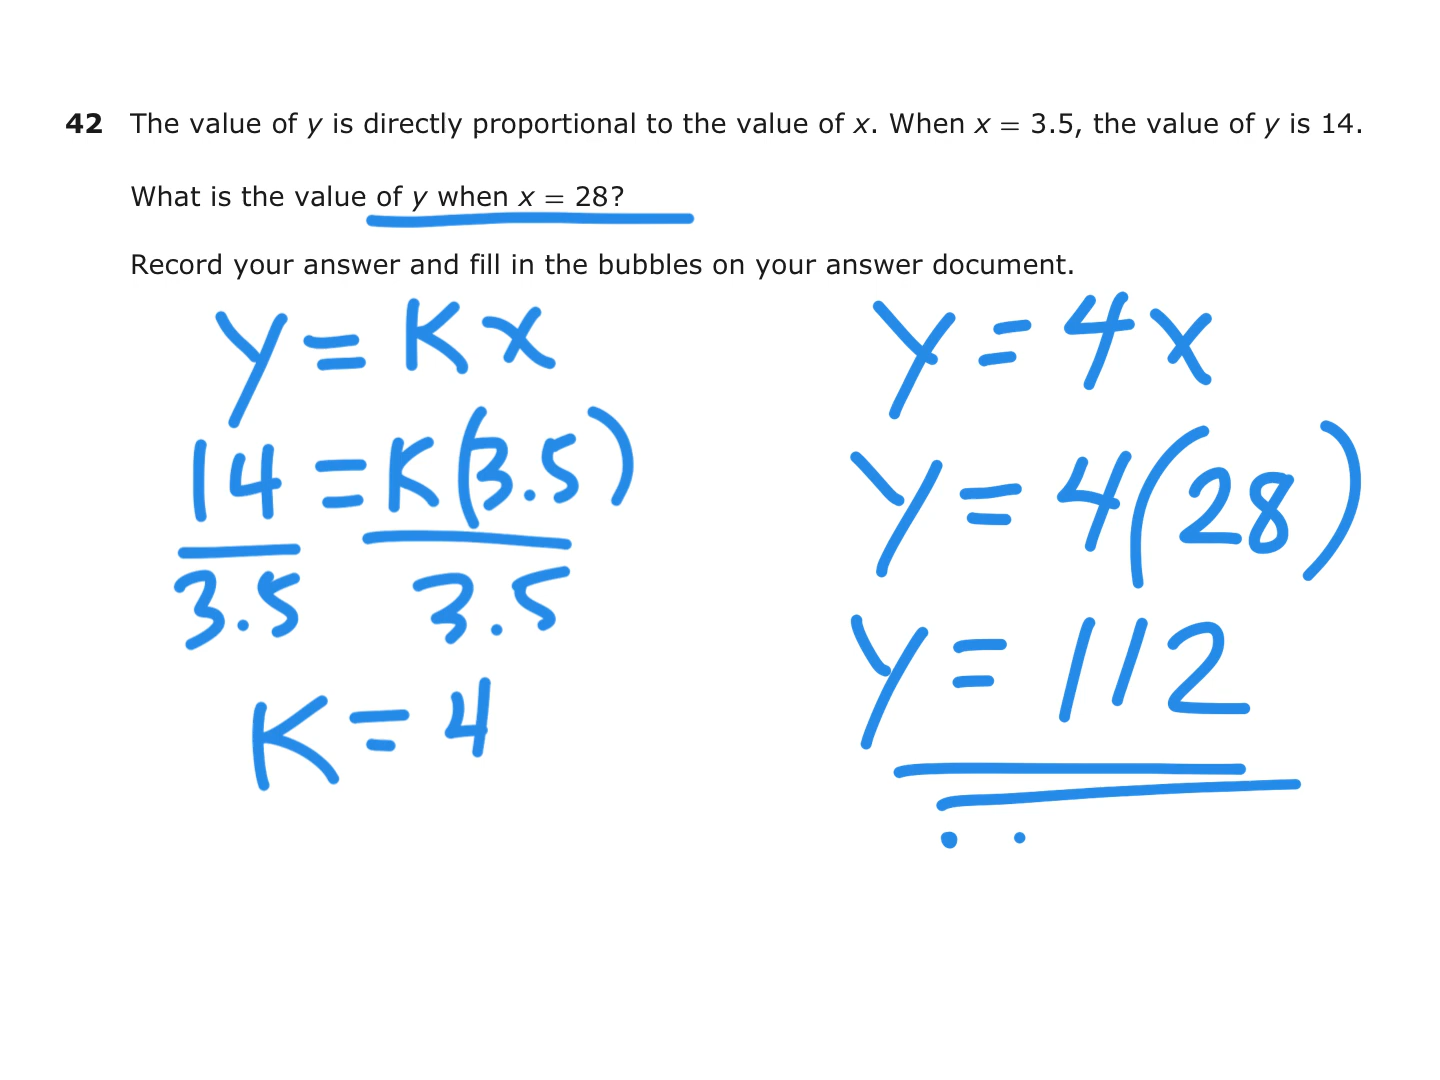 42 The value of y is directly proportional to the value of x. When x = 3.5, the value of y is 14.
What is the value of y when x = 28?
Record your answer and fill in the bubbles on your answer document.
y = Kx
14 = K(3.5)
3.5 3.5
K = 4
y = 4x
y = 4(28)
y = 112